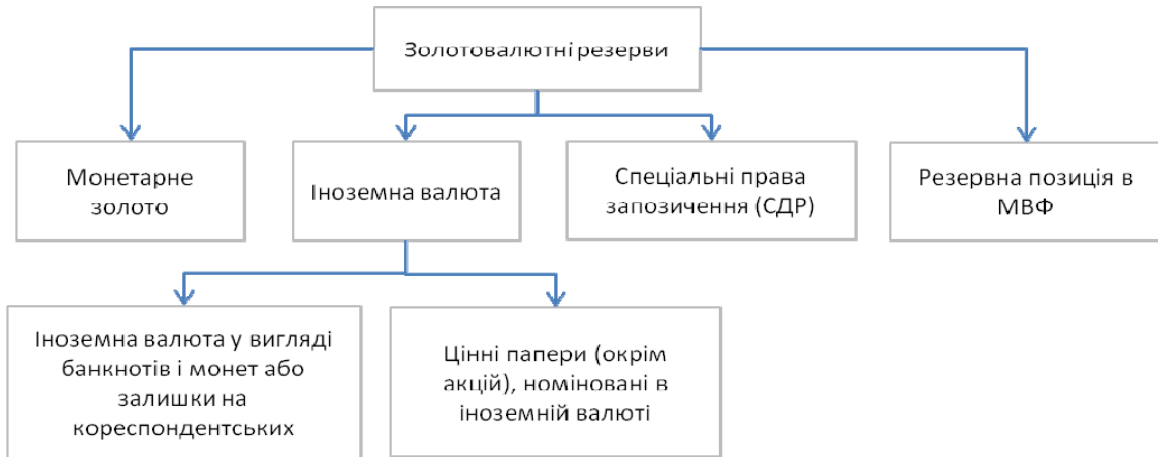 Золотовалютні резерви
Монетарне
золото
Іноземна валюта
Спеціальні права
запозичення (СДР)
Резервна позиція в
МВФ
Іноземна валюта у вигляді
банкнотів і монет або
залишки на
кореспондентських
Цінні папери (окрім
акцій), номіновані в
іноземній валюті